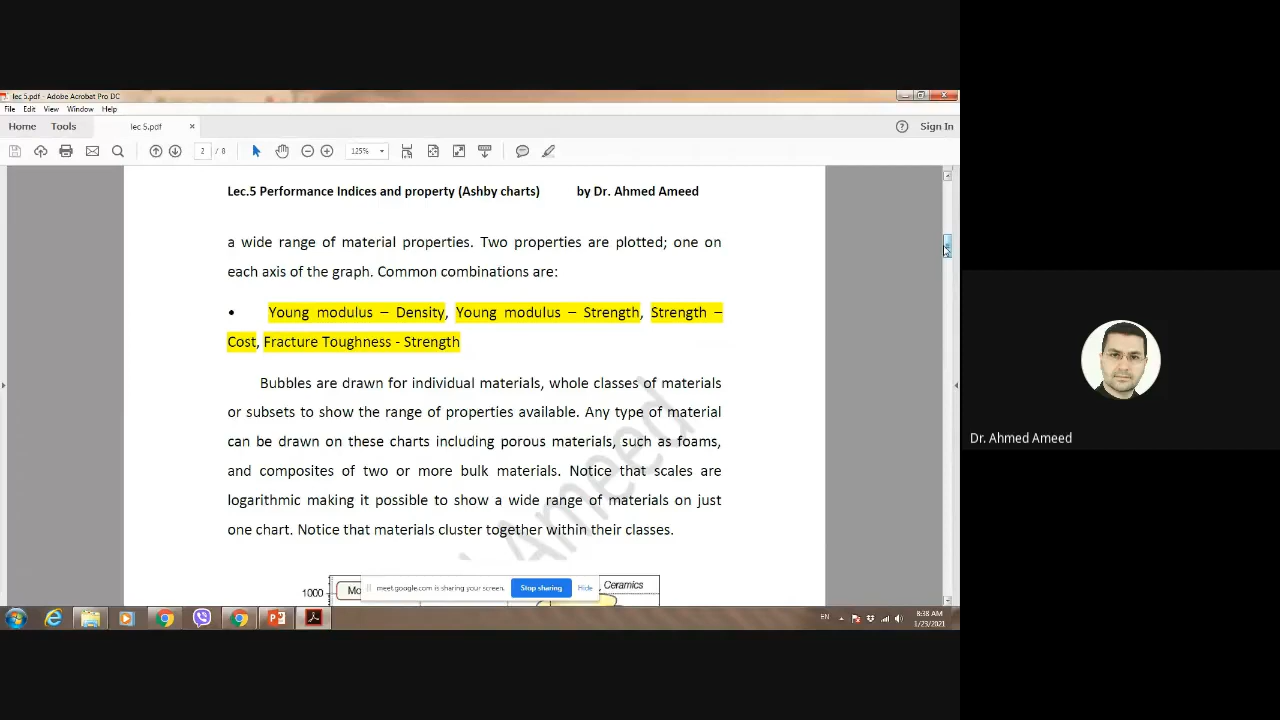 lec 5.pdf - Adobe Acrobat Pro DC
File Edit View Window Help
Home Tools lec 5.pdf × Sign In
2 / 8 125%
Lec.5 Performance Indices and property (Ashby charts) by Dr. Ahmed Ameed
a wide range of material properties. Two properties are plotted; one on
each axis of the graph. Common combinations are:
• Young modulus – Density, Young modulus – Strength, Strength –
Cost, Fracture Toughness - Strength
Bubbles are drawn for individual materials, whole classes of materials
or subsets to show the range of properties available. Any type of material
can be drawn on these charts including porous materials, such as foams,
and composites of two or more bulk materials. Notice that scales are
logarithmic making it possible to show a wide range of materials on just
one chart. Notice that materials cluster together within their classes.
Ameed
1000 Mo Ceramics
meet.google.com is sharing your screen. Stop sharing Hide
EN 8:38 AM
1/23/2021
Dr. Ahmed Ameed